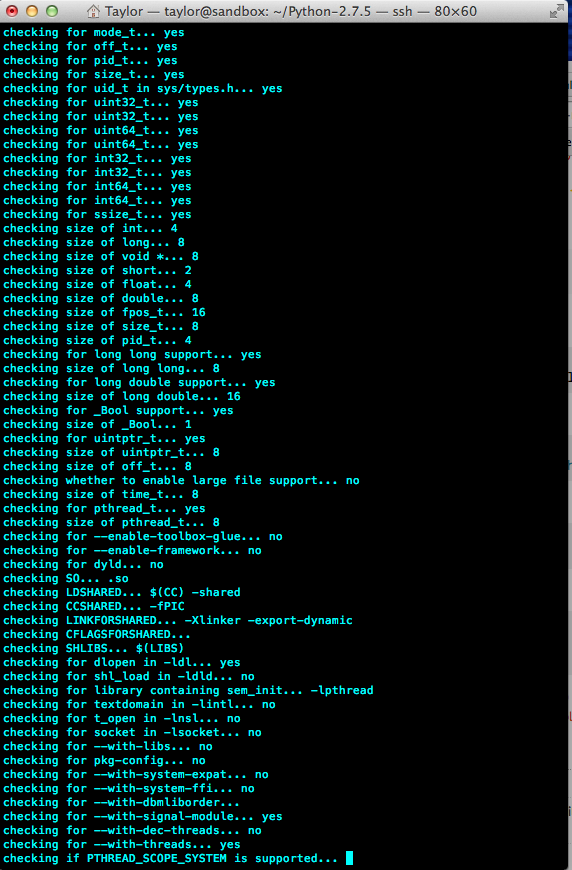 Taylor — taylor@sandbox: ~/Python-2.7.5 — ssh — 80×60
checking for mode_t... yes
checking for off_t... yes
checking for pid_t... yes
checking for size_t... yes
checking for uid_t in sys/types.h... yes
checking for uint32_t... yes
checking for uint32_t... yes
checking for uint64_t... yes
checking for uint64_t... yes
checking for int32_t... yes
checking for int32_t... yes
checking for int64_t... yes
checking for int64_t... yes
checking for ssize_t... yes
checking size of int... 4
checking size of long... 8
checking size of void *... 8
checking size of short... 2
checking size of float... 4
checking size of double... 8
checking size of fpos_t... 16
checking size of size_t... 8
checking size of pid_t... 4
checking for long long support... yes
checking size of long long... 8
checking for long double support... yes
checking size of long double... 16
checking for _Bool support... yes
checking size of _Bool... 1
checking for uintptr_t... yes
checking size of uintptr_t... 8
checking size of off_t... 8
checking whether to enable large file support... no
checking size of time_t... 8
checking for pthread_t... yes
checking size of pthread_t... 8
checking for --enable-toolbox-glue... no
checking for --enable-framework... no
checking for dyld... no
checking SO... .so
checking LDSHARED... $(CC) -shared
checking CCSHARED... -fPIC
checking LINKFORSHARED... -Xlinker -export-dynamic
checking CFLAGSFORSHARED...
checking SHLIBS... $(LIBS)
checking for dlopen in -ldl... yes
checking for shl_load in -ldld... no
checking for library containing sem_init... -lpthread
checking for textdomain in -lintl... no
checking for t_open in -lnsl... no
checking for socket in -lsocket... no
checking for --with-libs... no
checking for pkg-config... no
checking for --with-system-expat... no
checking for --with-system-ffi... no
checking for --with-dbmliborder...
checking for --with-signal-module... yes
checking for --with-dec-threads... no
checking for --with-threads... yes
checking if PTHREAD_SCOPE_SYSTEM is supported...